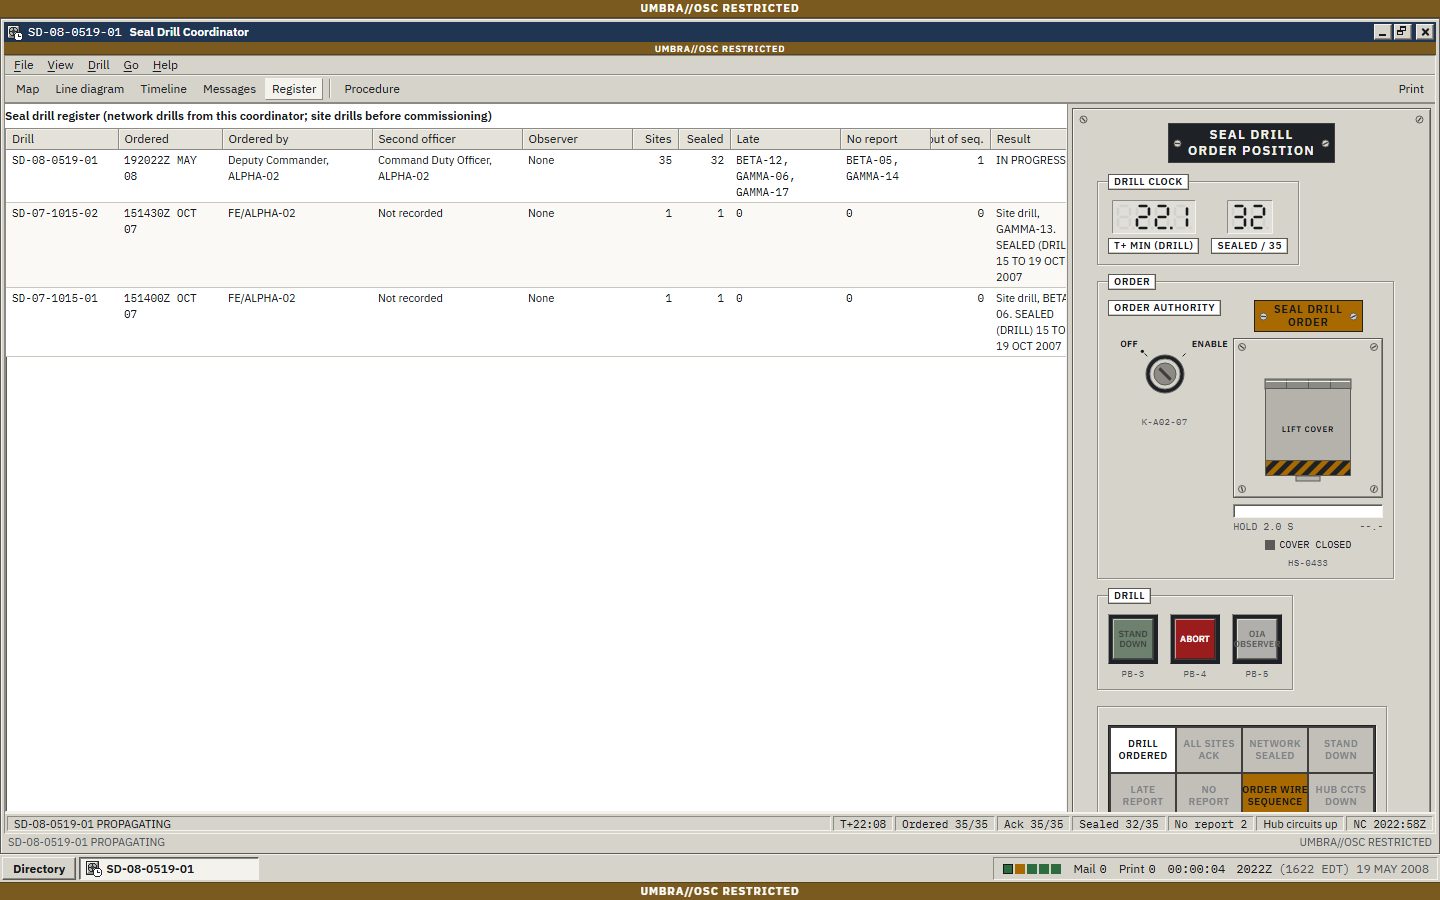 UMBRA//OSC RESTRICTED
SD-08-0519-01 Seal Drill Coordinator
UMBRA//OSC RESTRICTED
File View Drill Go Help
Map Line diagram Timeline Messages Register Procedure Print
Seal drill register (network drills from this coordinator; site drills before commissioning)
Drill Ordered Ordered by Second officer Observer Sites Sealed Late No report out of seq. Result
SD-08-0519-01 192022Z MAY 08 Deputy Commander, ALPHA-02 Command Duty Officer, ALPHA-02 None 35 32 BETA-12, GAMMA-06, GAMMA-17 BETA-05, GAMMA-14 1 IN PROGRESS
SD-07-1015-02 151430Z OCT 07 FE/ALPHA-02 Not recorded None 1 1 0 0 0 Site drill, GAMMA-13. SEALED (DRIL 15 TO 19 OCT 2007
SD-07-1015-01 151400Z OCT 07 FE/ALPHA-02 Not recorded None 1 1 0 0 0 Site drill, BETA 06. SEALED (DRILL) 15 TO 19 OCT 2007
SEAL DRILL
ORDER POSITION
DRILL CLOCK
22.1 32
T+ MIN (DRILL) SEALED / 35
ORDER
ORDER AUTHORITY
SEAL DRILL
ORDER
OFF ENABLE
K-A02-07
LIFT COVER
HOLD 2.0 S --.-
COVER CLOSED
HS-0433
DRILL
STAND
DOWN
ABORT
OIA
OBSERVER
PB-3 PB-4 PB-5
DRILL
ORDERED
ALL SITES
ACK
NETWORK
SEALED
STAND
DOWN
LATE
REPORT
NO
REPORT
ORDER WIRE
SEQUENCE
HUB CCTS
DOWN
SD-08-0519-01 PROPAGATING T+22:08 Ordered 35/35 Ack 35/35 Sealed 32/35 No report 2 Hub circuits up NC 2022:58Z
SD-08-0519-01 PROPAGATING UMBRA//OSC RESTRICTED
Directory SD-08-0519-01 Mail 0 Print 0 00:00:04 2022Z (1622 EDT) 19 MAY 2008
UMBRA//OSC RESTRICTED